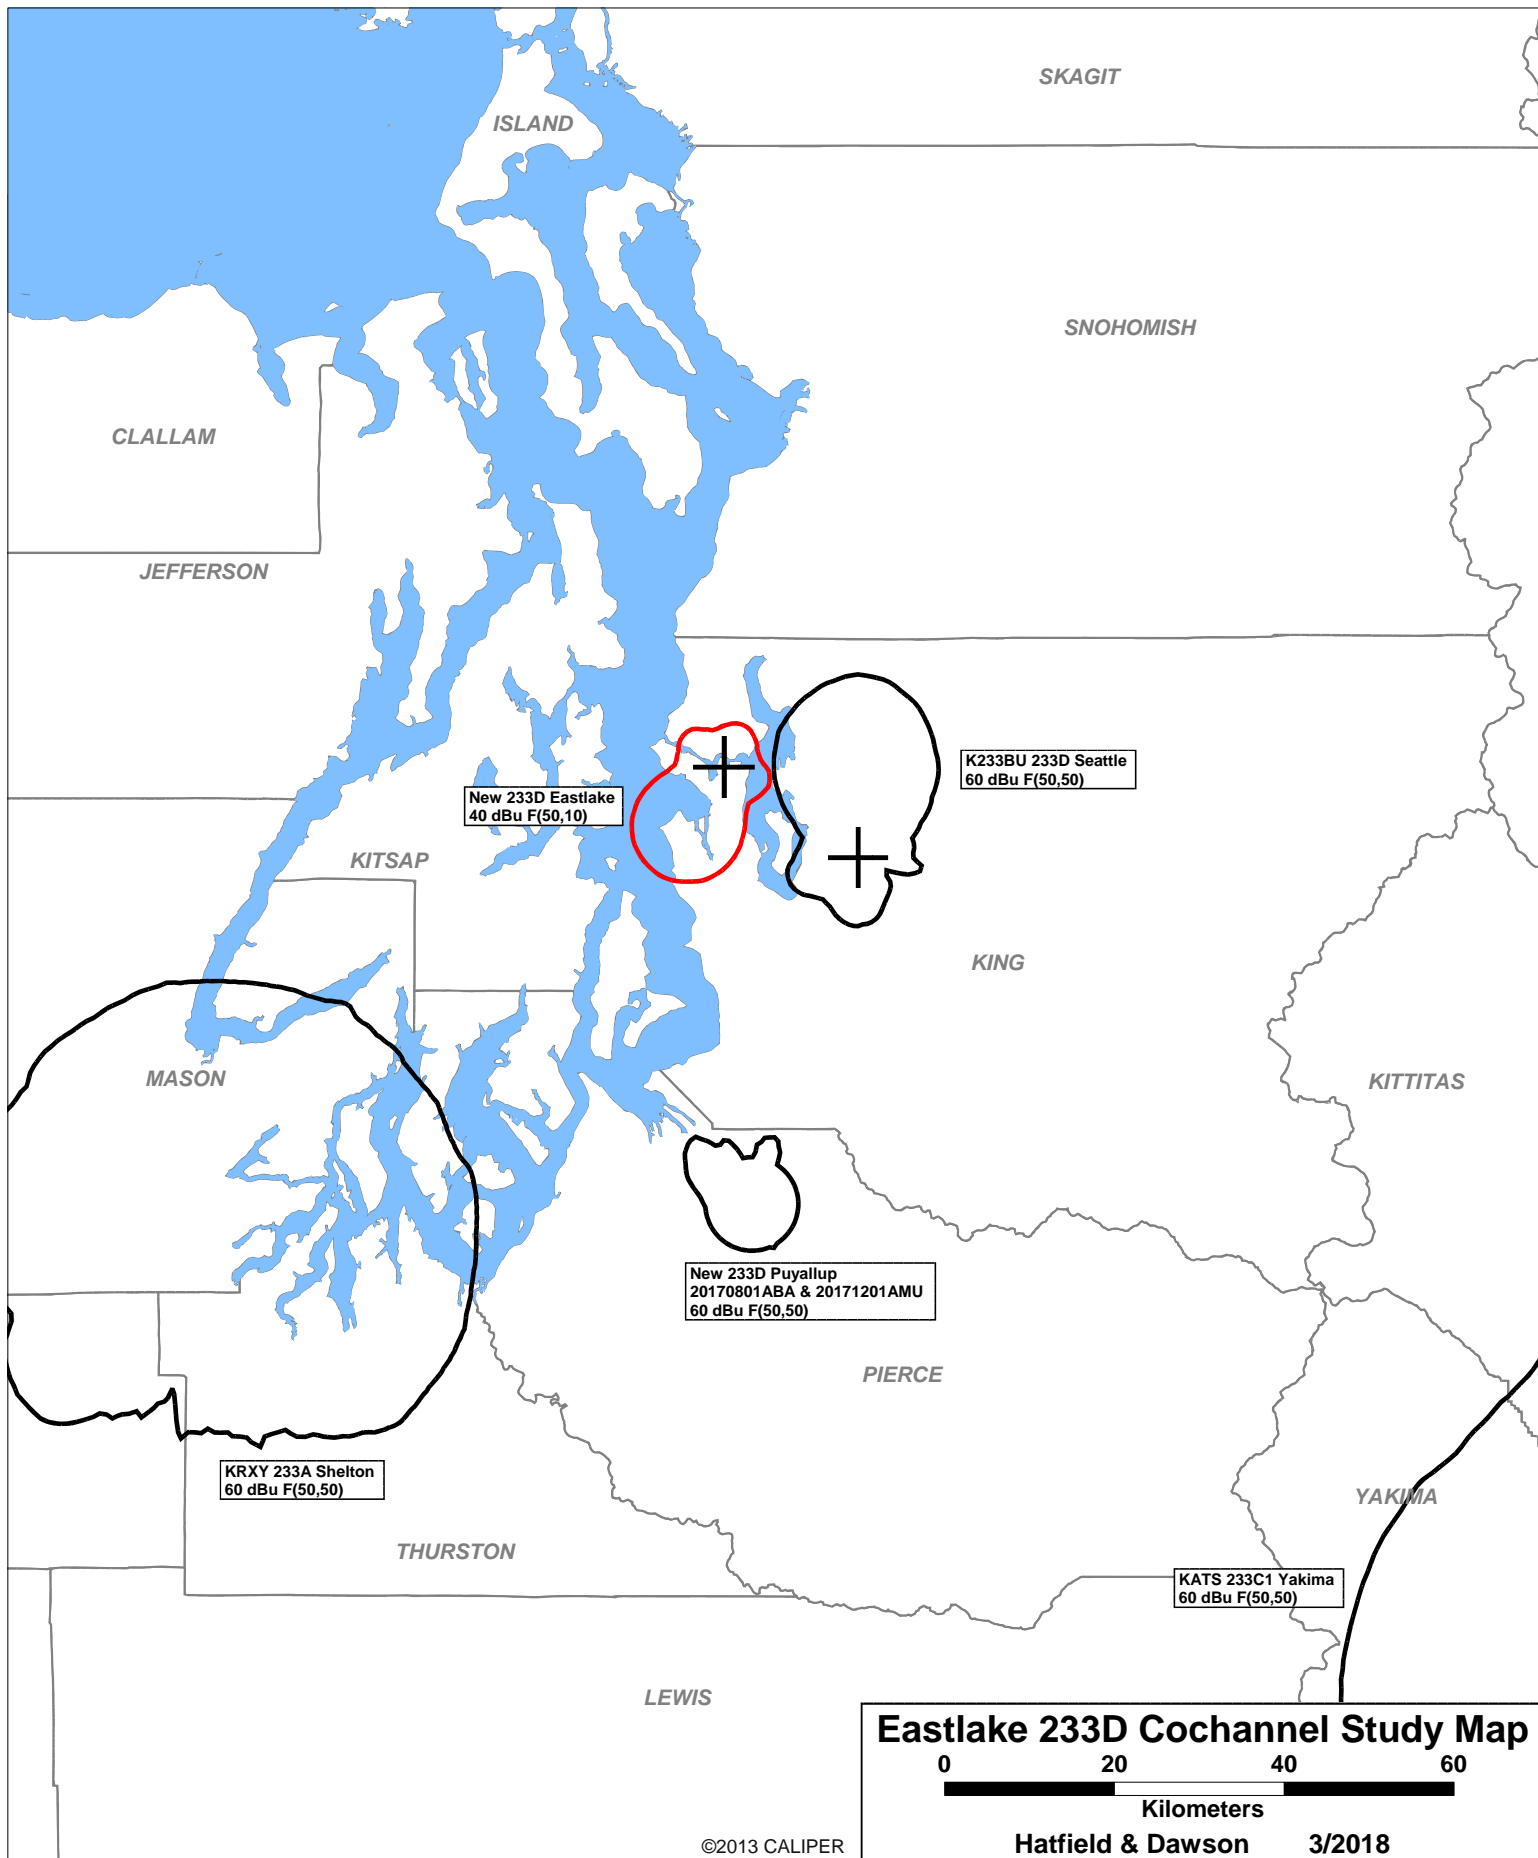 SKAGIT
ISLAND
SNOHOMISH
CLALLAM
JEFFERSON
K233BU 233D Seattle
60 dBu F(50,50)
New 233D Eastlake
40 dBu F(50,10)
KITSAP
KING
MASON
KITTITAS
New 233D Puyallup
20170801ABA & 20171201AMU
60 dBu F(50,50)
PIERCE
KRXY 233A Shelton
60 dBu F(50,50)
YAKIMA
THURSTON
KATS 233C1 Yakima
60 dBu F(50,50)
LEWIS
Eastlake 233D Cochannel Study Map
0 20 40 60
Kilometers
Hatfield & Dawson 3/2018
©2013 CALIPER